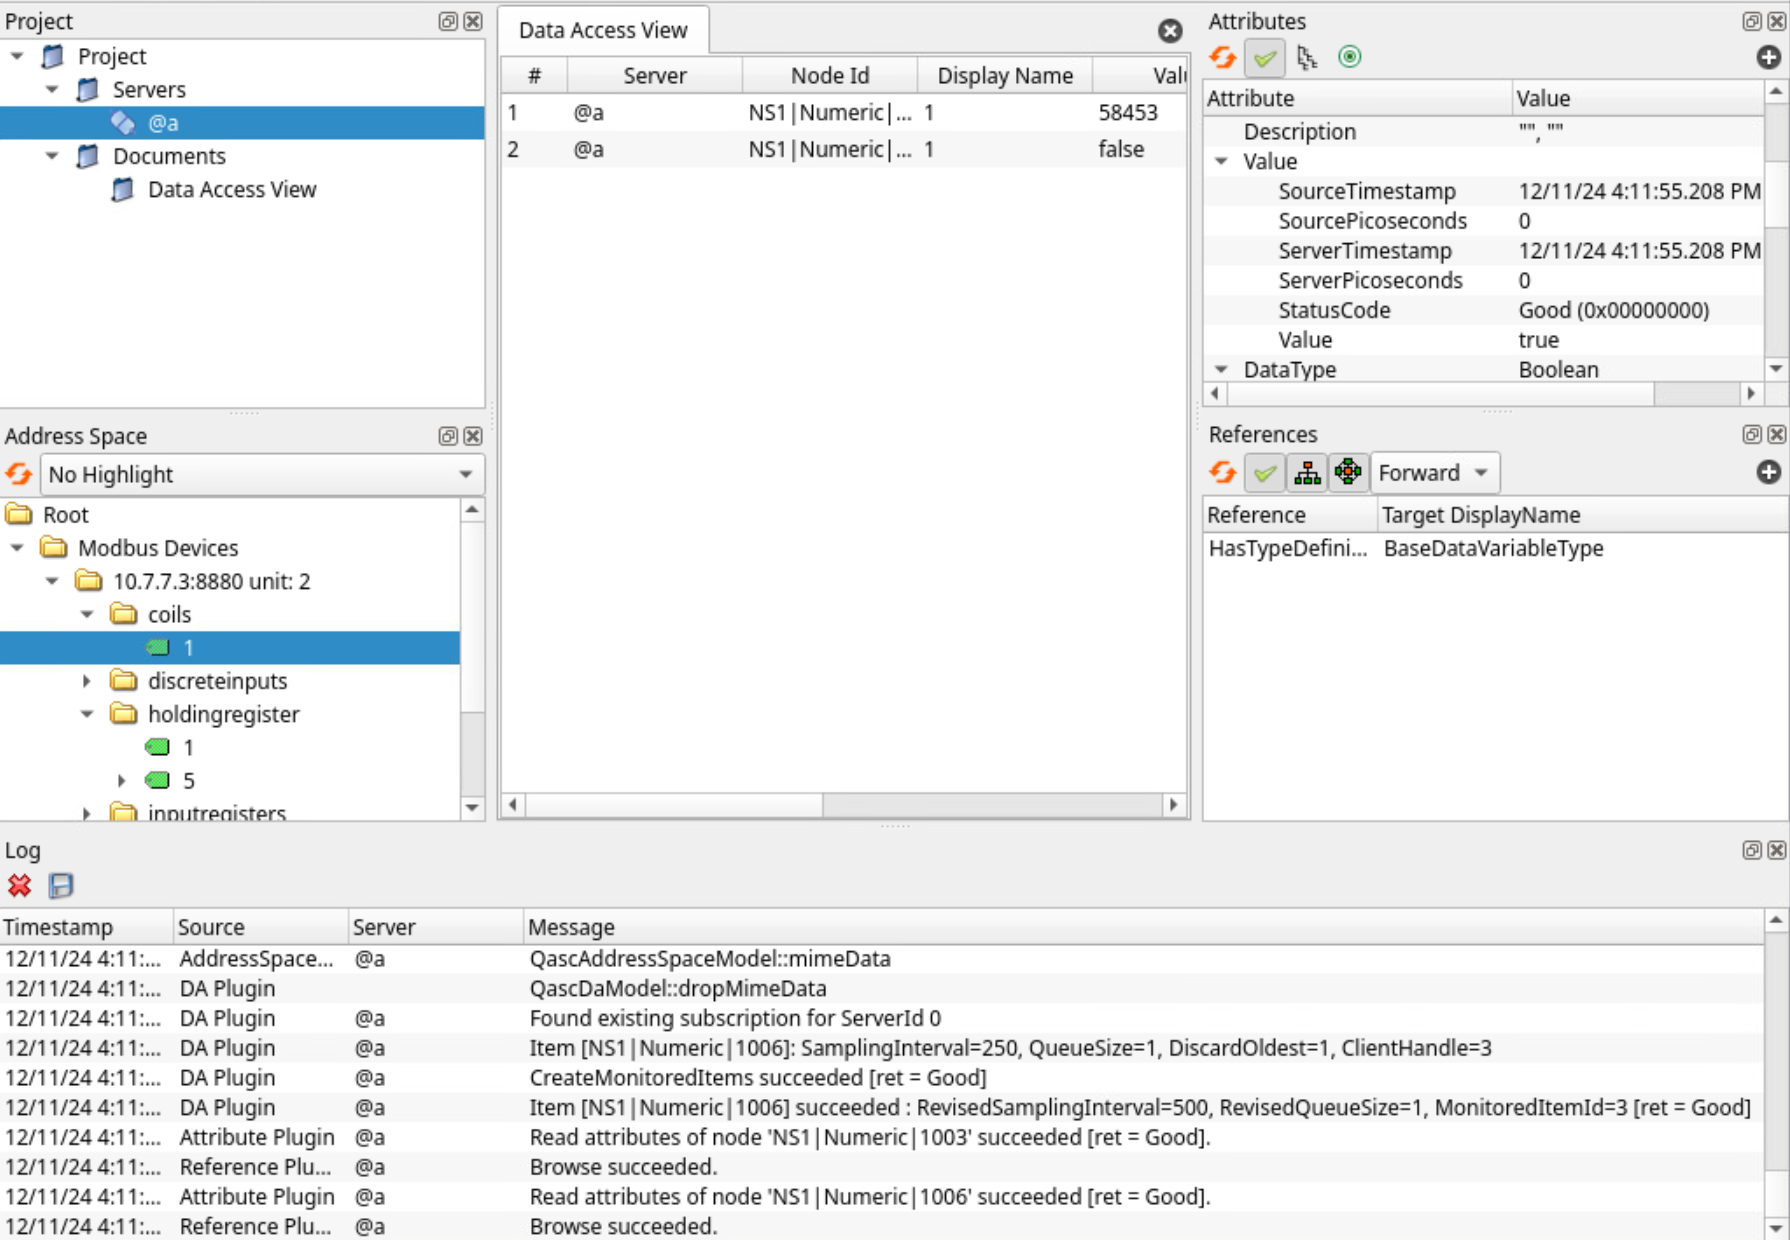 Project
Project
Servers
@a
Documents
Data Access View
Address Space
No Highlight
Root
Modbus Devices
10.7.7.3:8880 unit: 2
coils
1
discreteinputs
holdingregister
1
5
inputregisters
Data Access View
# Server Node Id Display Name Valu
1 @a NS1|Numeric|... 1 58453
2 @a NS1|Numeric|... 1 false
Attributes
Attribute Value
Description "", ""
Value
SourceTimestamp 12/11/24 4:11:55.208 PM
SourcePicoseconds 0
ServerTimestamp 12/11/24 4:11:55.208 PM
ServerPicoseconds 0
StatusCode Good (0x00000000)
Value true
DataType Boolean
References
Forward
Reference Target DisplayName
HasTypeDefini... BaseDataVariableType
Log
Timestamp Source Server Message
12/11/24 4:11:... AddressSpace... @a QascAddressSpaceModel::mimeData
12/11/24 4:11:... DA Plugin QascDaModel::dropMimeData
12/11/24 4:11:... DA Plugin @a Found existing subscription for ServerId 0
12/11/24 4:11:... DA Plugin @a Item [NS1|Numeric|1006]: SamplingInterval=250, QueueSize=1, DiscardOldest=1, ClientHandle=3
12/11/24 4:11:... DA Plugin @a CreateMonitoredItems succeeded [ret = Good]
12/11/24 4:11:... DA Plugin @a Item [NS1|Numeric|1006] succeeded : RevisedSamplingInterval=500, RevisedQueueSize=1, MonitoredItemId=3 [ret = Good]
12/11/24 4:11:... Attribute Plugin @a Read attributes of node 'NS1|Numeric|1003' succeeded [ret = Good].
12/11/24 4:11:... Reference Plu... @a Browse succeeded.
12/11/24 4:11:... Attribute Plugin @a Read attributes of node 'NS1|Numeric|1006' succeeded [ret = Good].
12/11/24 4:11:... Reference Plu... @a Browse succeeded.